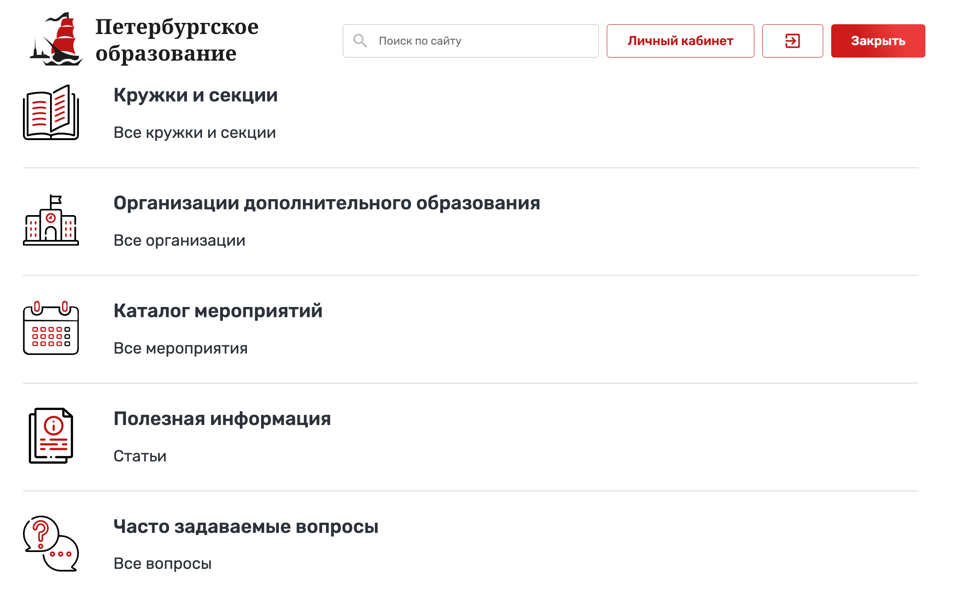 Петербургское
образование
Поиск по сайту
Личный кабинет
Закрыть
Кружки и секции
Все кружки и секции
Организации дополнительного образования
Все организации
Каталог мероприятий
Все мероприятия
Полезная информация
Статьи
Часто задаваемые вопросы
Все вопросы